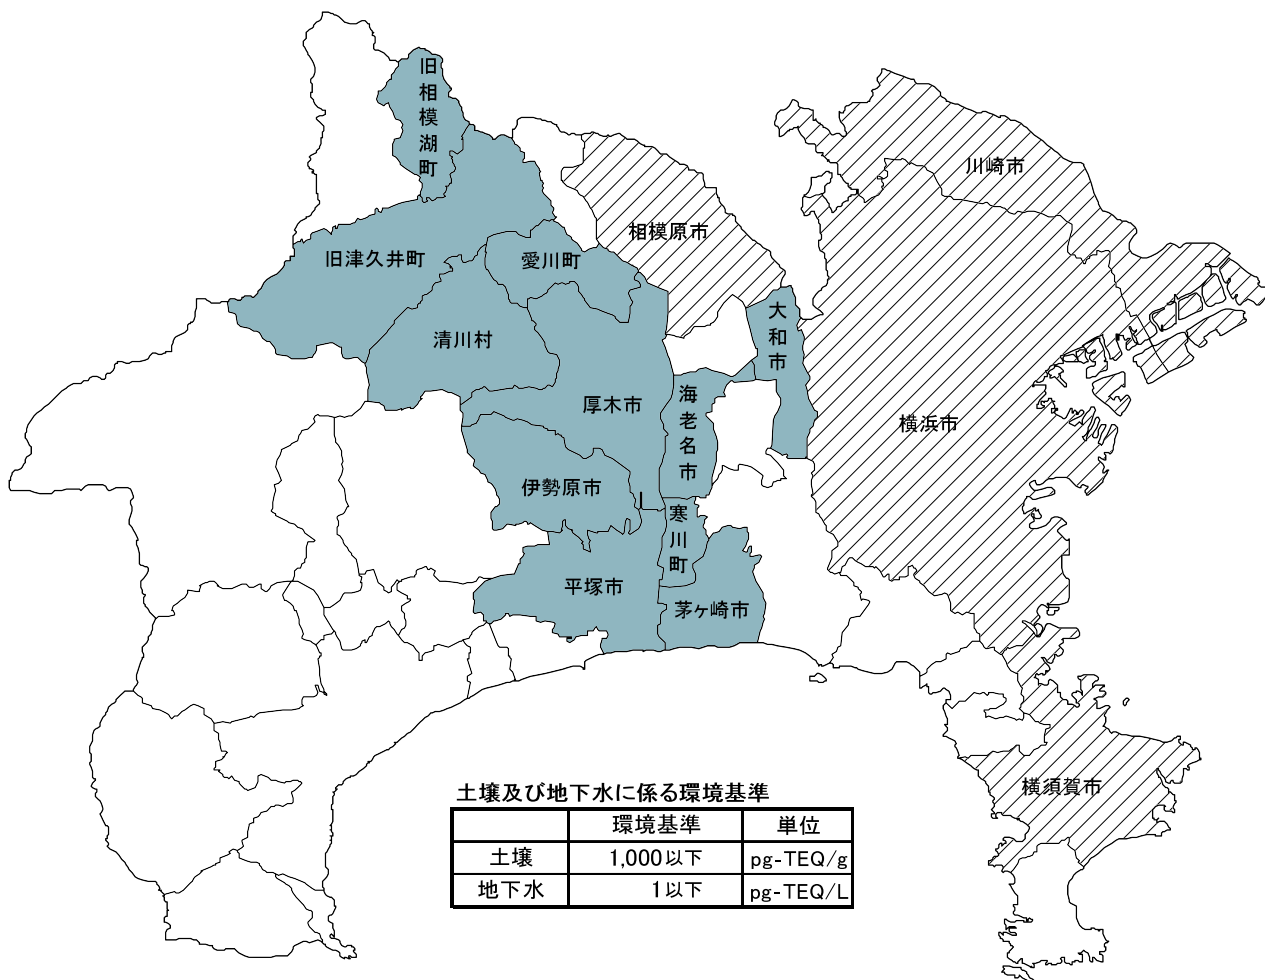 旧相模湖町
川崎市
相模原市
旧津久井町
愛川町
大和市
清川村
厚木市
海老名市
横浜市
伊勢原市
寒川町
平塚市
茅ヶ崎市
横須賀市
土壌及び地下水に係る環境基準
環境基準 単位
土壌 1,000以下 pg-TEQ/g
地下水 1以下 pg-TEQ/L